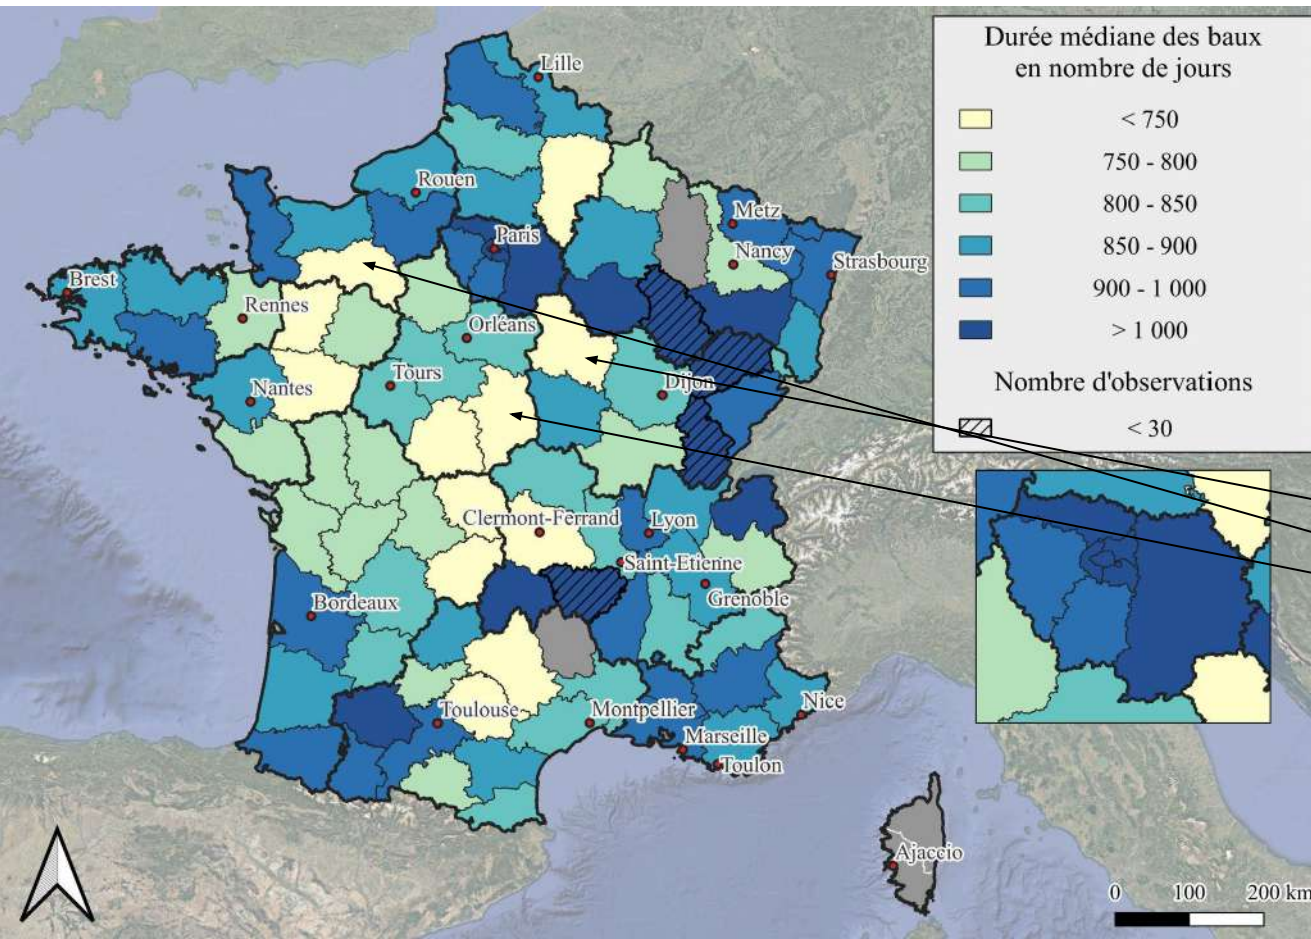 Durée médiane des baux
en nombre de jours
< 750
750 - 800
800 - 850
850 - 900
900 - 1 000
> 1 000
Nombre d'observations
< 30
Lille
Rouen
Metz
Paris
Nancy
Strasbourg
Brest
Rennes
Orléans
Tours
Dijon
Nantes
Clermont-Ferrand
Lyon
Saint-Etienne
Grenoble
Bordeaux
Toulouse
Montpellier
Nice
Marseille
Toulon
Ajaccio
0 100 200 km